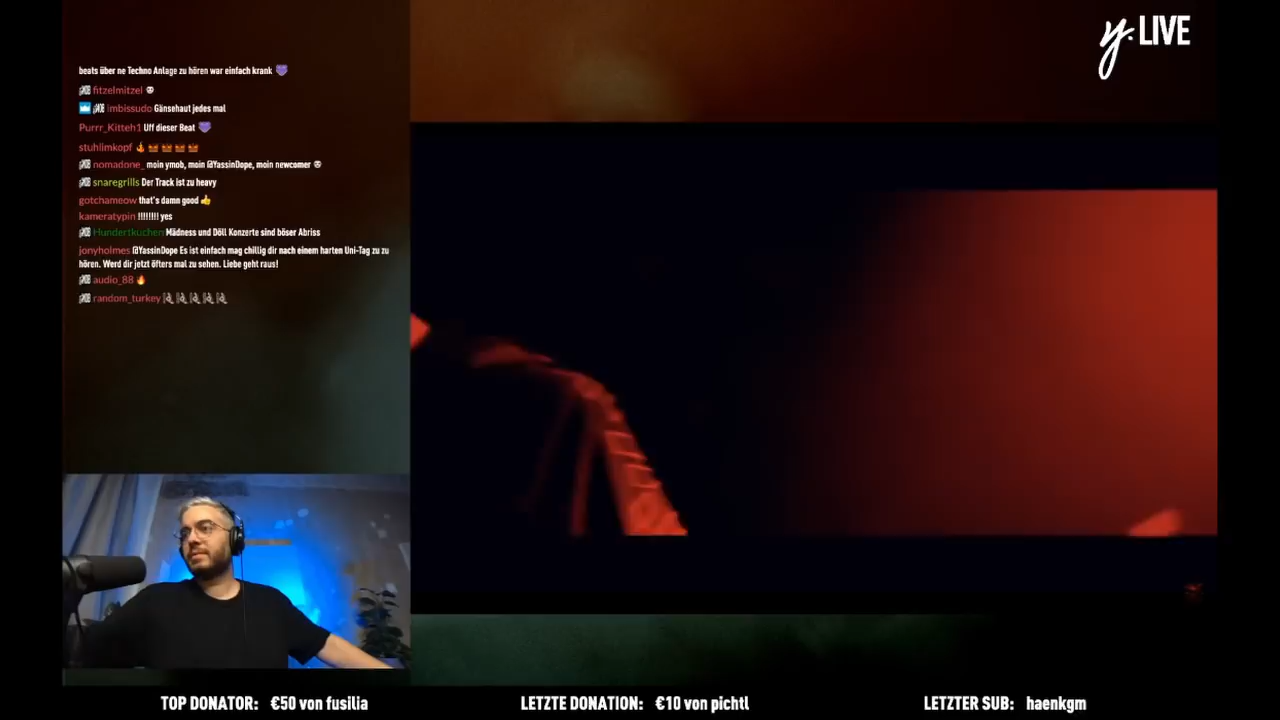 y. LIVE
beats über ne Techno Anlage zu hören war einfach krank
fitzelmitzel
imbissudo Gänsehaut jedes mal
Purrr_Kitteh1 Uff dieser Beat
stuhlimkopf
nomadone_ moin ymob, moin @YassinDope, moin newcomer
snaregrills Der Track ist zu heavy
gotchameow that's damn good
kameratypin !!!!!!!! yes
Hundertkuchen Mädness und Döll Konzerte sind böser Abriss
jonyholmes @YassinDope Es ist einfach mag chillig dir nach einem harten Uni-Tag zu zu
hören. Werd dir jetzt öfters mal zu sehen. Liebe geht raus!
audio_88
random_turkey
TOP DONATOR: €50 von fusilia
LETZTE DONATION: €10 von pichtl
LETZTER SUB: haenkgm